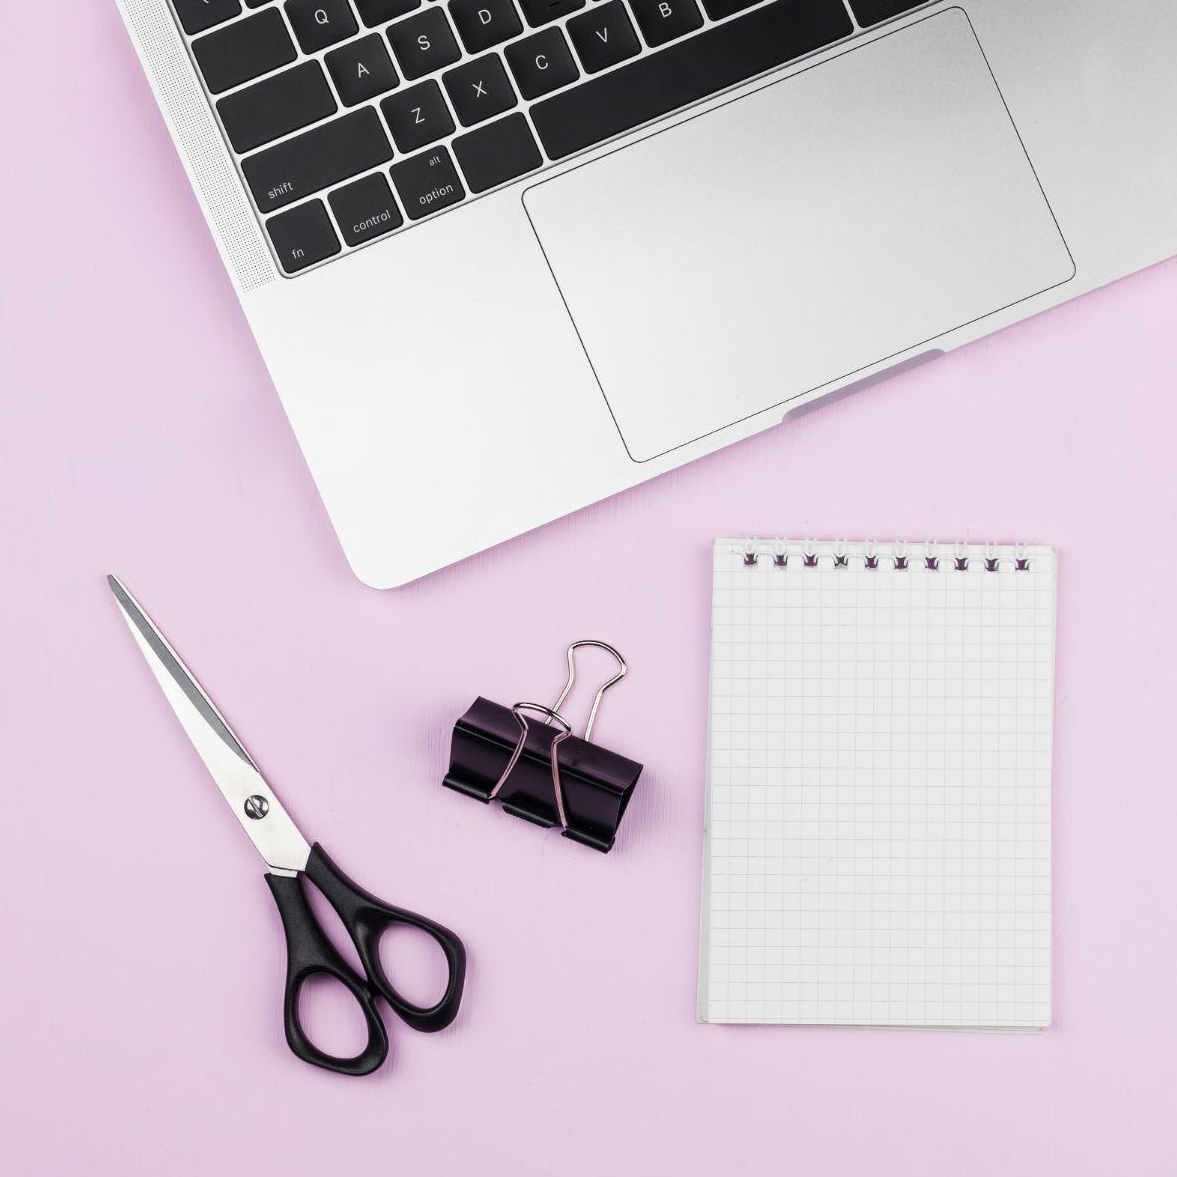 Q
A S D
Z X C V B
shift
fn control alt option